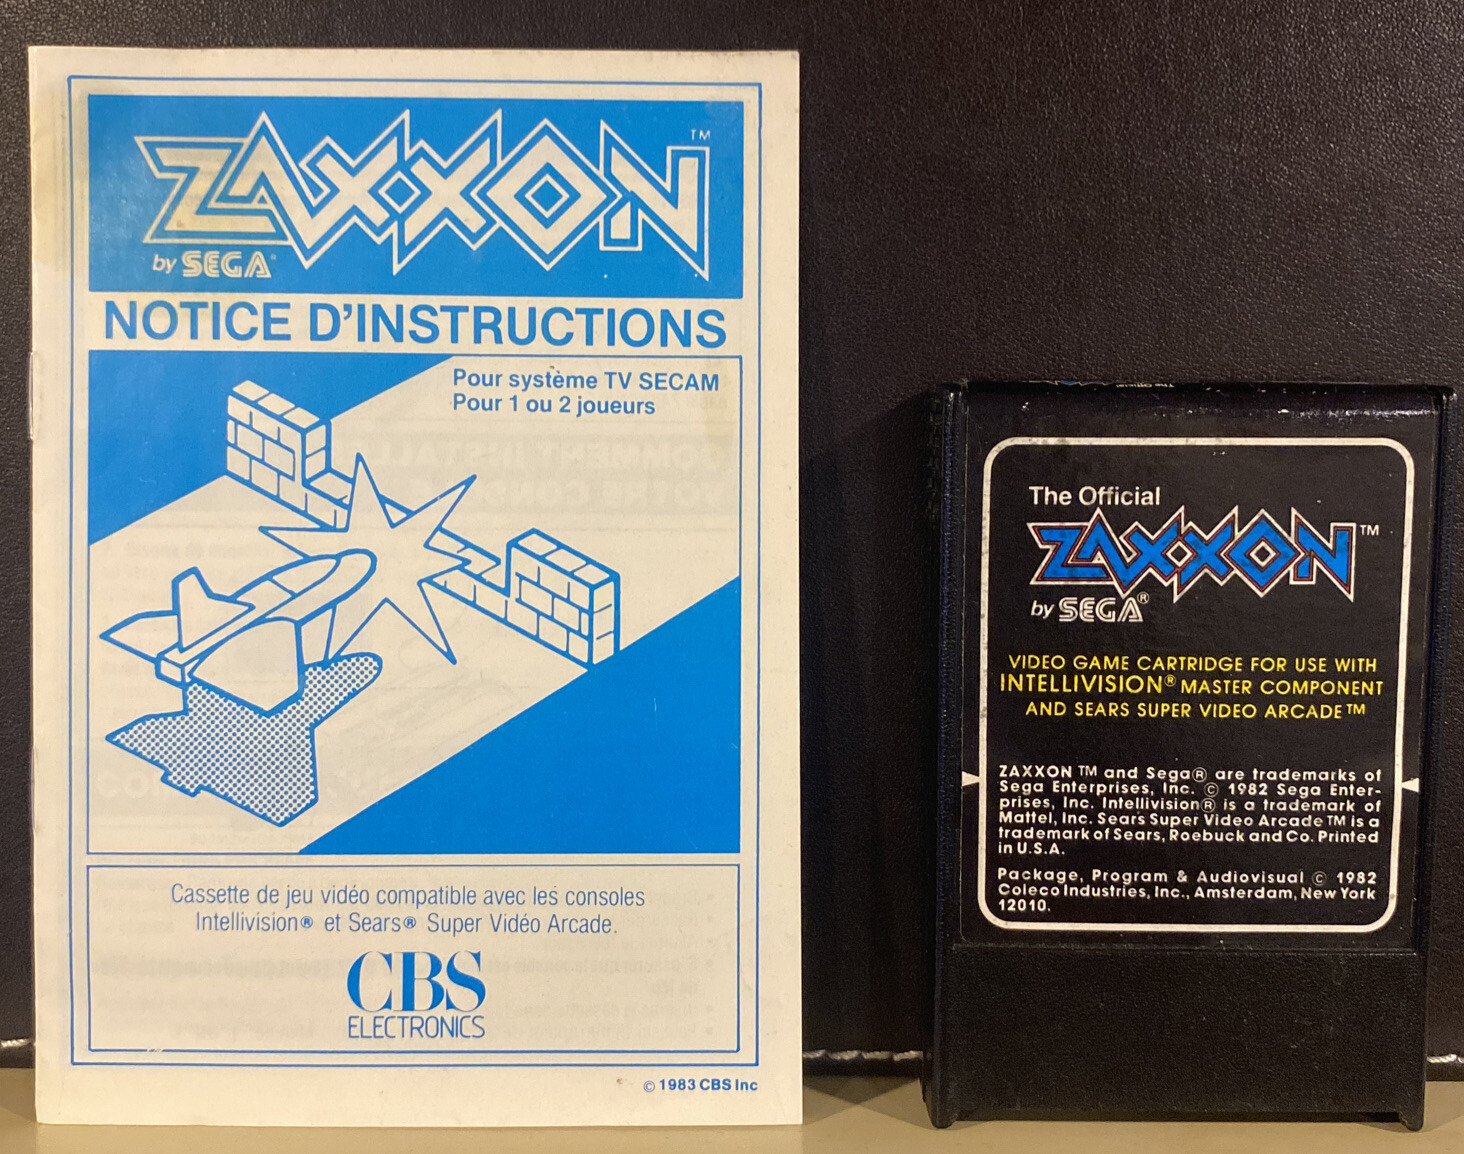 ZAXXON™
by SEGA®
NOTICE D'INSTRUCTIONS
Pour système TV SECAM
Pour 1 ou 2 joueurs
Cassette de jeu vidéo compatible avec les consoles
Intellivision® et Sears® Super Vidéo Arcade.
CBS
ELECTRONICS
© 1983 CBS Inc
The Official
ZAXXON™
by SEGA®
VIDEO GAME CARTRIDGE FOR USE WITH
INTELLIVISION® MASTER COMPONENT
AND SEARS SUPER VIDEO ARCADE™
ZAXXON™ and Sega® are trademarks of
Sega Enterprises, Inc. © 1982 Sega Enter-
prises, Inc. Intellivision® is a trademark of
Mattel, Inc. Sears Super Video Arcade™ is a
trademark of Sears, Roebuck and Co. Printed
in U.S.A.
Package, Program & Audiovisual © 1982
Coleco Industries, Inc., Amsterdam, New York
12010.